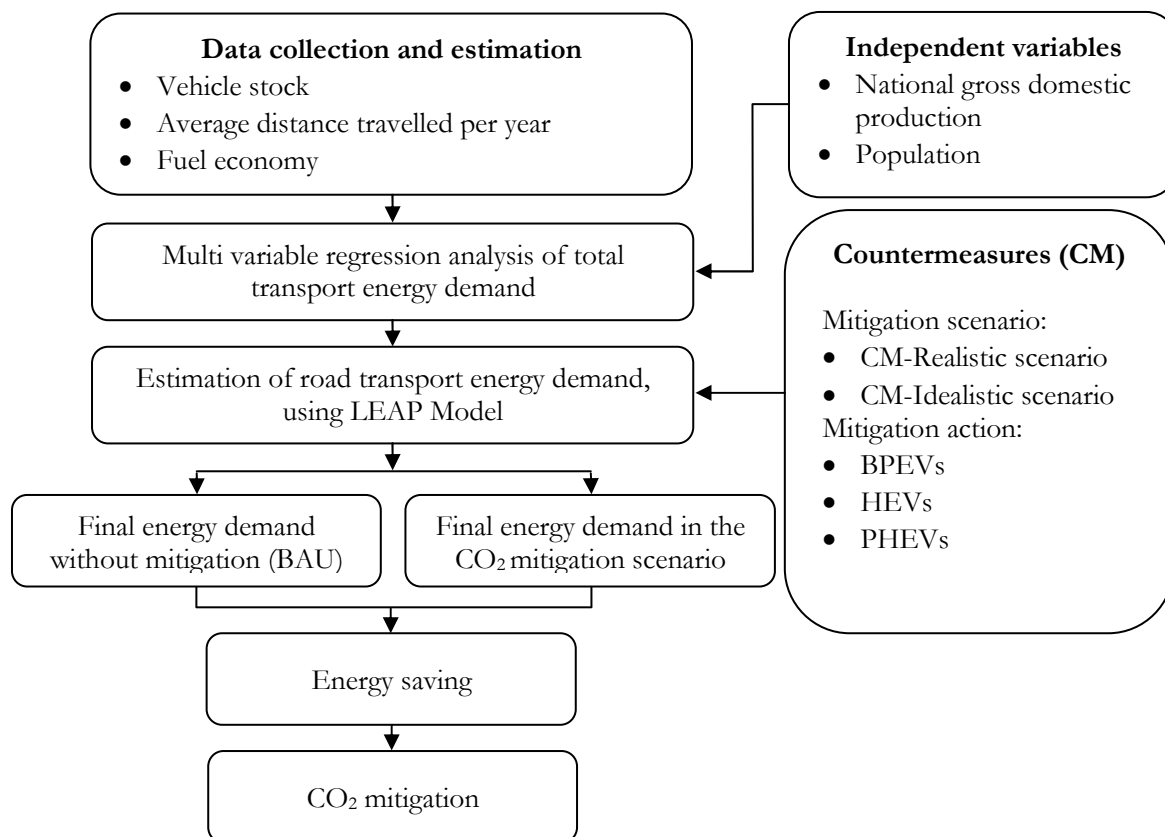 Data collection and estimation
• Vehicle stock
• Average distance travelled per year
• Fuel economy
Independent variables
• National gross domestic
production
• Population
Multi variable regression analysis of total
transport energy demand
Countermeasures (CM)
Mitigation scenario:
• CM-Realistic scenario
• CM-Idealistic scenario
Mitigation action:
• BPEVs
• HEVs
• PHEVs
Estimation of road transport energy demand,
using LEAP Model
Final energy demand
without mitigation (BAU)
Final energy demand in the
CO₂ mitigation scenario
Energy saving
CO₂ mitigation